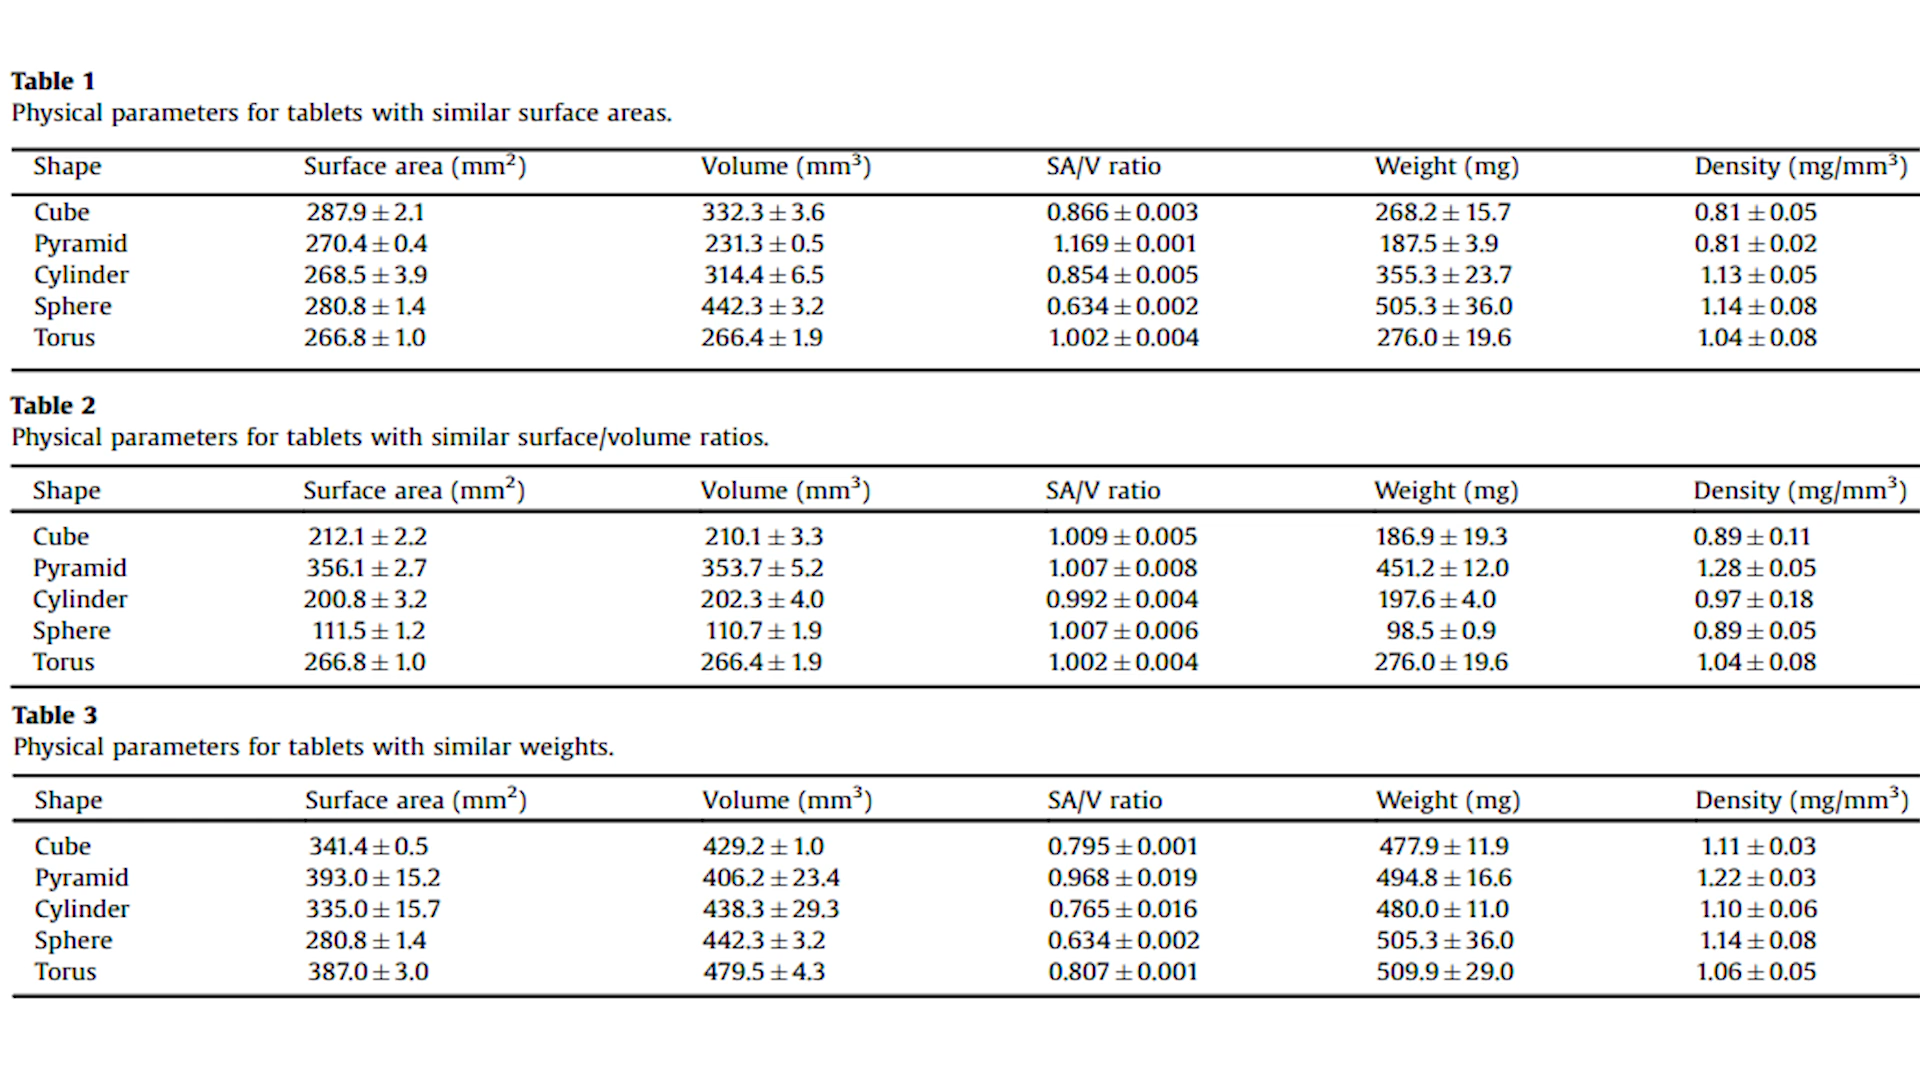 Table 1
Physical parameters for tablets with similar surface areas.
Shape Surface area (mm²) Volume (mm³) SA/V ratio Weight (mg) Density (mg/mm³)
Cube 287.9 ± 2.1 332.3 ± 3.6 0.866 ± 0.003 268.2 ± 15.7 0.81 ± 0.05
Pyramid 270.4 ± 0.4 231.3 ± 0.5 1.169 ± 0.001 187.5 ± 3.9 0.81 ± 0.02
Cylinder 268.5 ± 3.9 314.4 ± 6.5 0.854 ± 0.005 355.3 ± 23.7 1.13 ± 0.05
Sphere 280.8 ± 1.4 442.3 ± 3.2 0.634 ± 0.002 505.3 ± 36.0 1.14 ± 0.08
Torus 266.8 ± 1.0 266.4 ± 1.9 1.002 ± 0.004 276.0 ± 19.6 1.04 ± 0.08
Table 2
Physical parameters for tablets with similar surface/volume ratios.
Shape Surface area (mm²) Volume (mm³) SA/V ratio Weight (mg) Density (mg/mm³)
Cube 212.1 ± 2.2 210.1 ± 3.3 1.009 ± 0.005 186.9 ± 19.3 0.89 ± 0.11
Pyramid 356.1 ± 2.7 353.7 ± 5.2 1.007 ± 0.008 451.2 ± 12.0 1.28 ± 0.05
Cylinder 200.8 ± 3.2 202.3 ± 4.0 0.992 ± 0.004 197.6 ± 4.0 0.97 ± 0.18
Sphere 111.5 ± 1.2 110.7 ± 1.9 1.007 ± 0.006 98.5 ± 0.9 0.89 ± 0.05
Torus 266.8 ± 1.0 266.4 ± 1.9 1.002 ± 0.004 276.0 ± 19.6 1.04 ± 0.08
Table 3
Physical parameters for tablets with similar weights.
Shape Surface area (mm²) Volume (mm³) SA/V ratio Weight (mg) Density (mg/mm³)
Cube 341.4 ± 0.5 429.2 ± 1.0 0.795 ± 0.001 477.9 ± 11.9 1.11 ± 0.03
Pyramid 393.0 ± 15.2 406.2 ± 23.4 0.968 ± 0.019 494.8 ± 16.6 1.22 ± 0.03
Cylinder 335.0 ± 15.7 438.3 ± 29.3 0.765 ± 0.016 480.0 ± 11.0 1.10 ± 0.06
Sphere 280.8 ± 1.4 442.3 ± 3.2 0.634 ± 0.002 505.3 ± 36.0 1.14 ± 0.08
Torus 387.0 ± 3.0 479.5 ± 4.3 0.807 ± 0.001 509.9 ± 29.0 1.06 ± 0.05